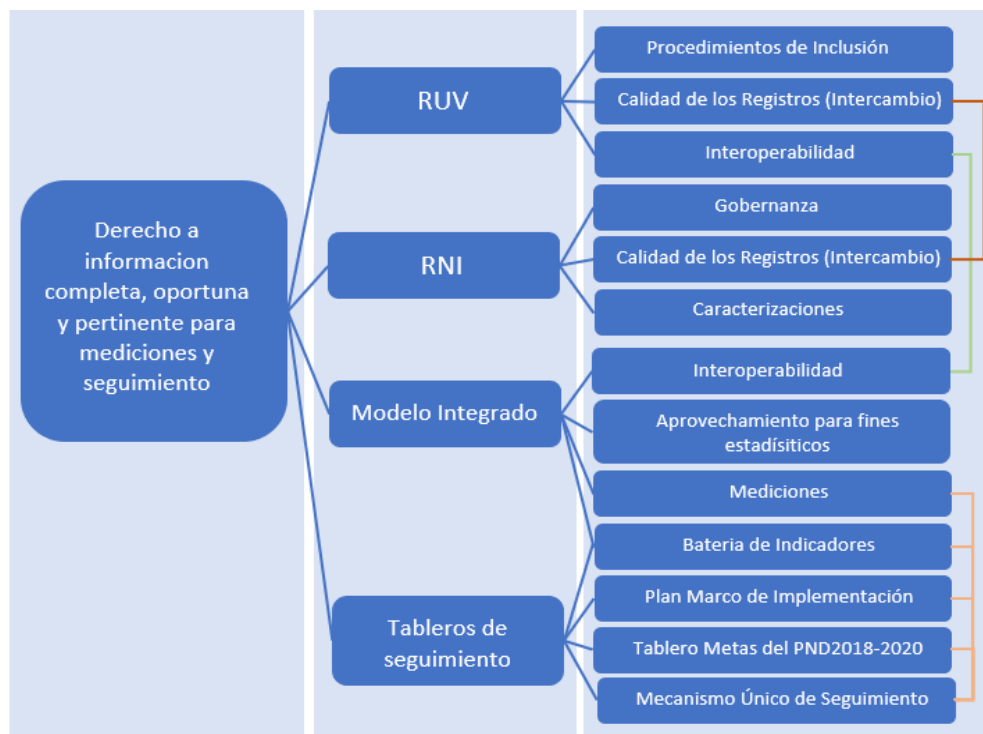 Derecho a
informacion
completa, oportuna
y pertinente para
mediciones y
seguimiento
RUV
RNI
Modelo Integrado
Tableros de
seguimiento
Procedimientos de Inclusión
Calidad de los Registros (Intercambio)
Interoperabilidad
Gobernanza
Calidad de los Registros (Intercambio)
Caracterizaciones
Interoperabilidad
Aprovechamiento para fines
estadísiticos
Mediciones
Bateria de Indicadores
Plan Marco de Implementación
Tablero Metas del PND2018-2020
Mecanismo Único de Seguimiento